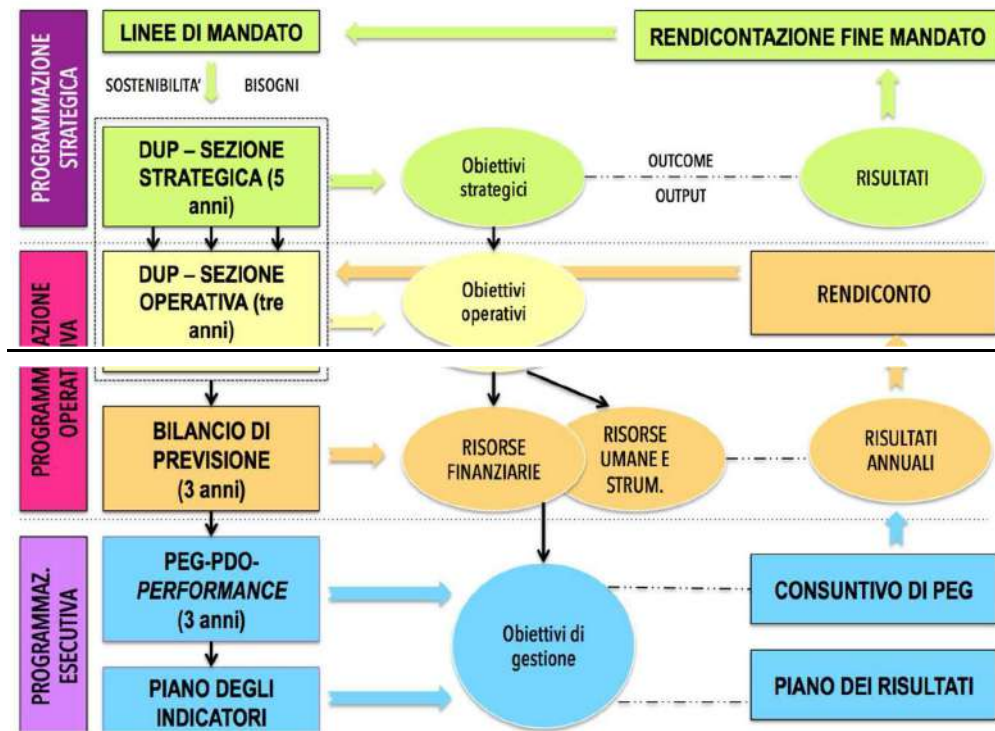 PROGRAMMAZIONE
STRATEGICA
LINEE DI MANDATO
RENDICONTAZIONE FINE MANDATO
SOSTENIBILITA'
BISOGNI
DUP – SEZIONE
STRATEGICA (5
anni)
Obiettivi
strategici
OUTCOME
OUTPUT
RISULTATI
PROGRAMMAZIONE
OPERATIVA
DUP – SEZIONE
OPERATIVA (tre
anni)
Obiettivi
operativi
RENDICONTO
BILANCIO DI
PREVISIONE
(3 anni)
RISORSE
FINANZIARIE
RISORSE
UMANE E
STRUM.
RISULTATI
ANNUALI
PROGRAMMAZ.
ESECUTIVA
PEG-PDO-
PERFORMANCE
(3 anni)
Obiettivi di
gestione
CONSUNTIVO DI PEG
PIANO DEGLI
INDICATORI
PIANO DEI RISULTATI